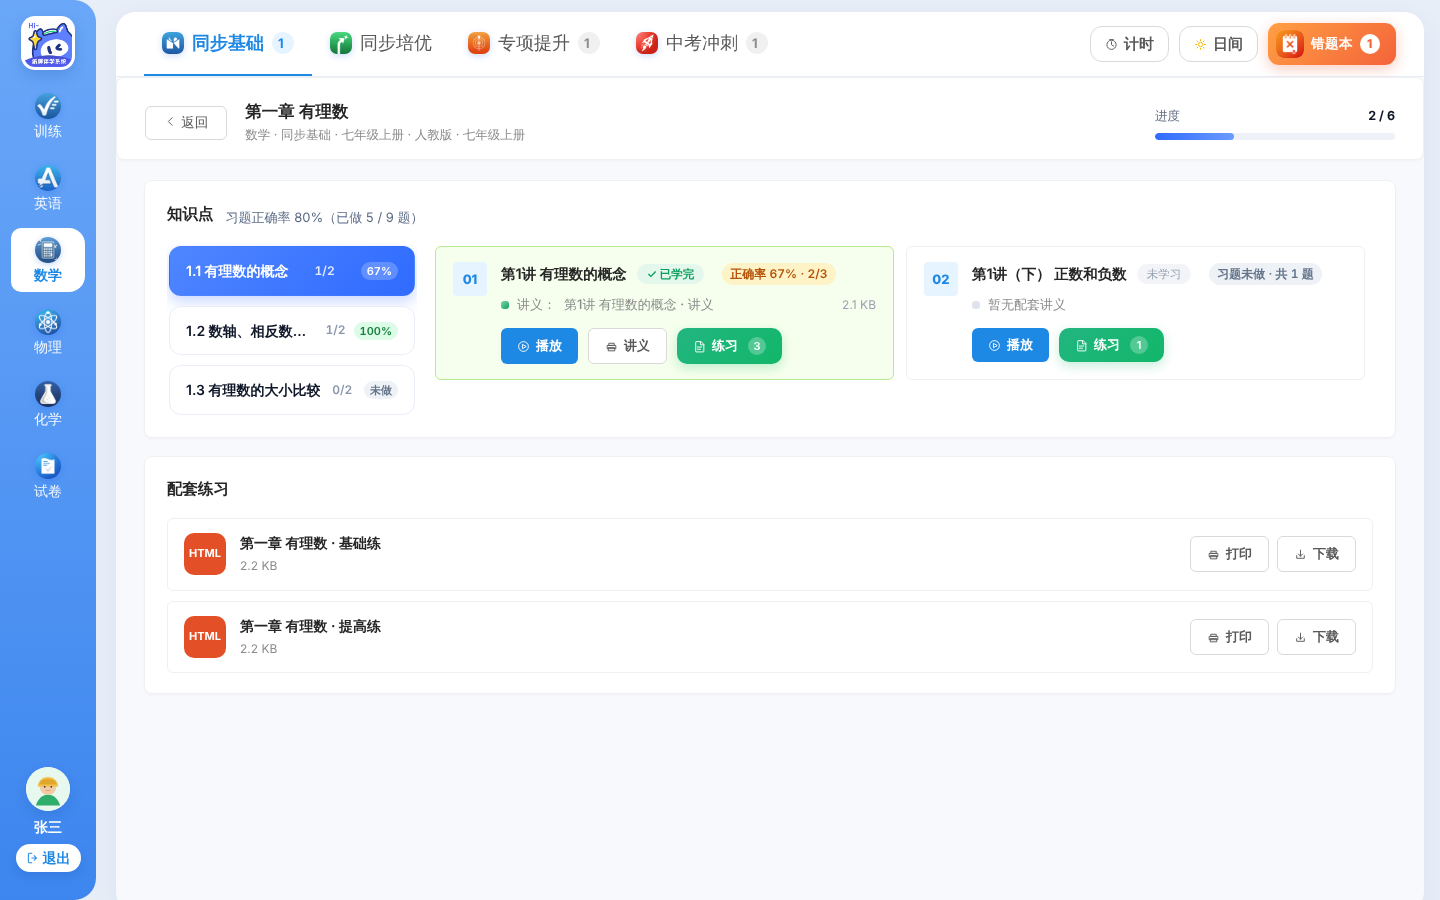 Hi~
训练
英语
数学
物理
化学
试卷
张三
退出
同步基础 1
同步培优
专项提升 1
中考冲刺 1
计时
日间
错题本 1
返回
第一章 有理数
数学 · 同步基础 · 七年级上册 · 人教版 · 七年级上册
进度 2 / 6
知识点 习题正确率 80%（已做 5 / 9 题）
1.1 有理数的概念 1/2 67%
1.2 数轴、相反数... 1/2 100%
1.3 有理数的大小比较 0/2 未做
01 第1讲 有理数的概念 已学完 正确率 67% · 2/3
讲义： 第1讲 有理数的概念 · 讲义 2.1 KB
播放 讲义 练习 3
02 第1讲（下） 正数和负数 未学习 习题未做 · 共 1 题
暂无配套讲义
播放 练习 1
配套练习
HTML
第一章 有理数 · 基础练
2.2 KB
打印 下载
HTML
第一章 有理数 · 提高练
2.2 KB
打印 下载